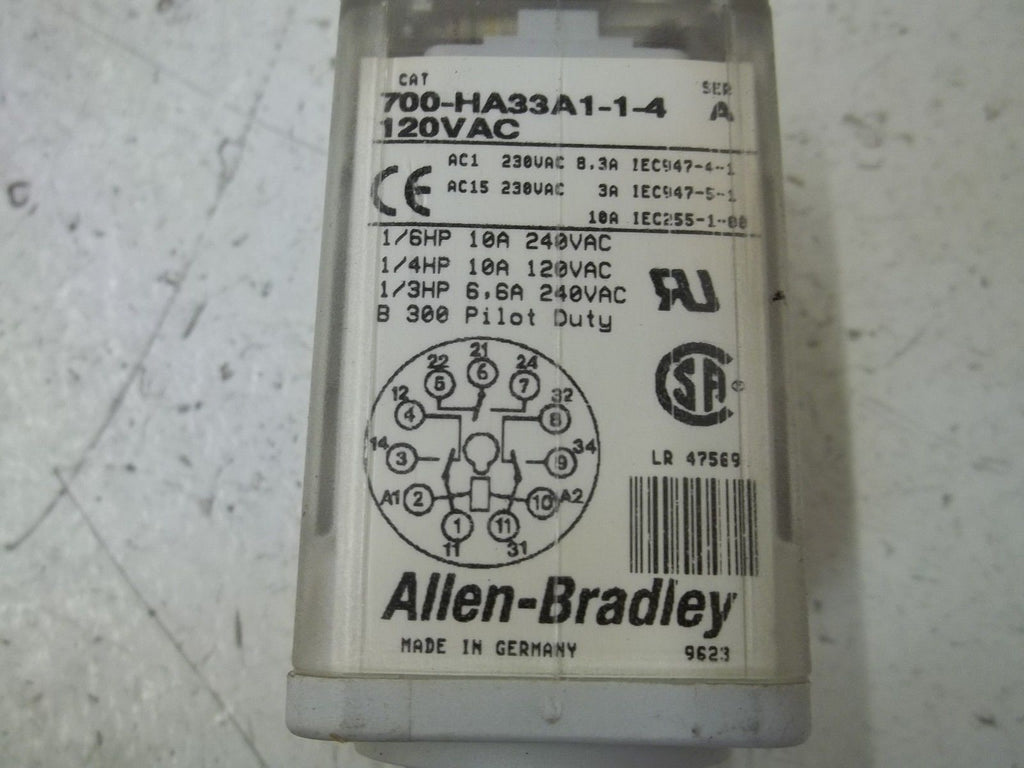 CAT SER
700-HA33A1-1-4 A
120VAC
CE AC1 230VAC 8.3A IEC947-4-1
AC15 230VAC 3A IEC947-5-1
10A IEC255-1-00
1/6HP 10A 240VAC
1/4HP 10A 120VAC
1/3HP 6,6A 240VAC
B 300 Pilot Duty
RU
21
22 6 24
5 7
12 32
4 8
14 3 9 34
A1 2 10 A2
1 11
11 31
CSA ®
LR 47569
Allen-Bradley
MADE IN GERMANY 9623